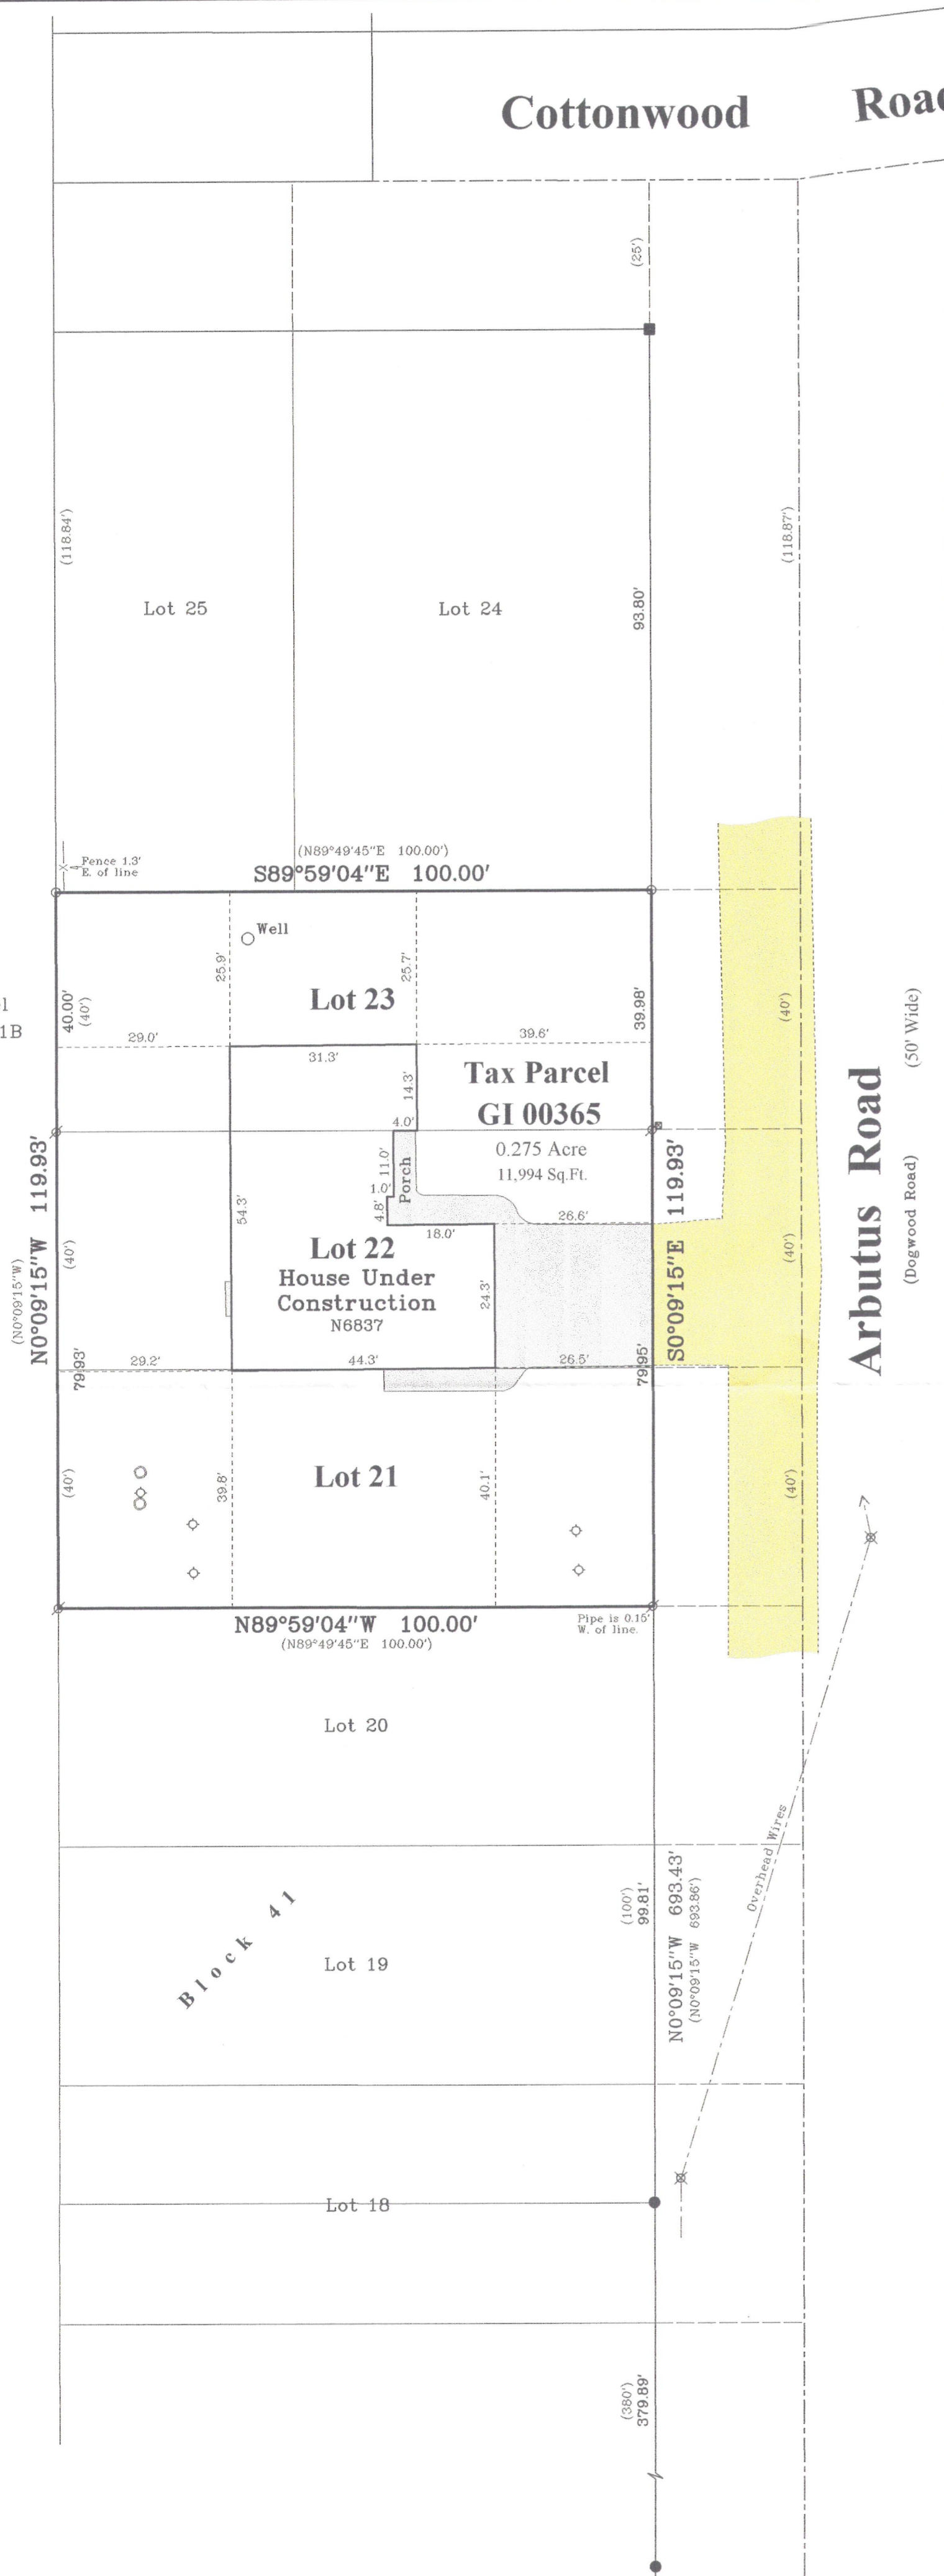 Cottonwood Road
(25')
(118.84')
(118.87')
93.80'
Lot 25
Lot 24
Fence 1.3'
E. of line
(N89°49'45"E 100.00')
S89°59'04"E 100.00'
Well
25.9'
25.7'
Lot 23
40.00'
(40')
39.98'
(40')
1B
29.0'
31.3'
39.6'
14.3'
Tax Parcel
GI 00365
4.0'
0.275 Acre
11,994 Sq.Ft.
11.0'
Porch
1.0'
4.8'
18.0'
26.6'
54.3'
Lot 22
House Under
Construction
N6837
24.3'
(N0°09'15"W)
N0°09'15"W 119.93'
(40')
S0°09'15"E 119.93'
(40')
Arbutus Road
(Dogwood Road)
(50' Wide)
29.2'
44.3'
26.5'
79.93'
79.95'
Lot 21
(40')
39.8'
40.1'
(40')
N89°59'04"W 100.00'
(N89°49'45"E 100.00')
Pipe is 0.15'
W. of line.
Lot 20
Overhead Wires
Block 41
Lot 19
(100')
99.81'
N0°09'15"W 693.43'
(N0°09'15"W 693.86')
Lot 18
(380')
379.89'